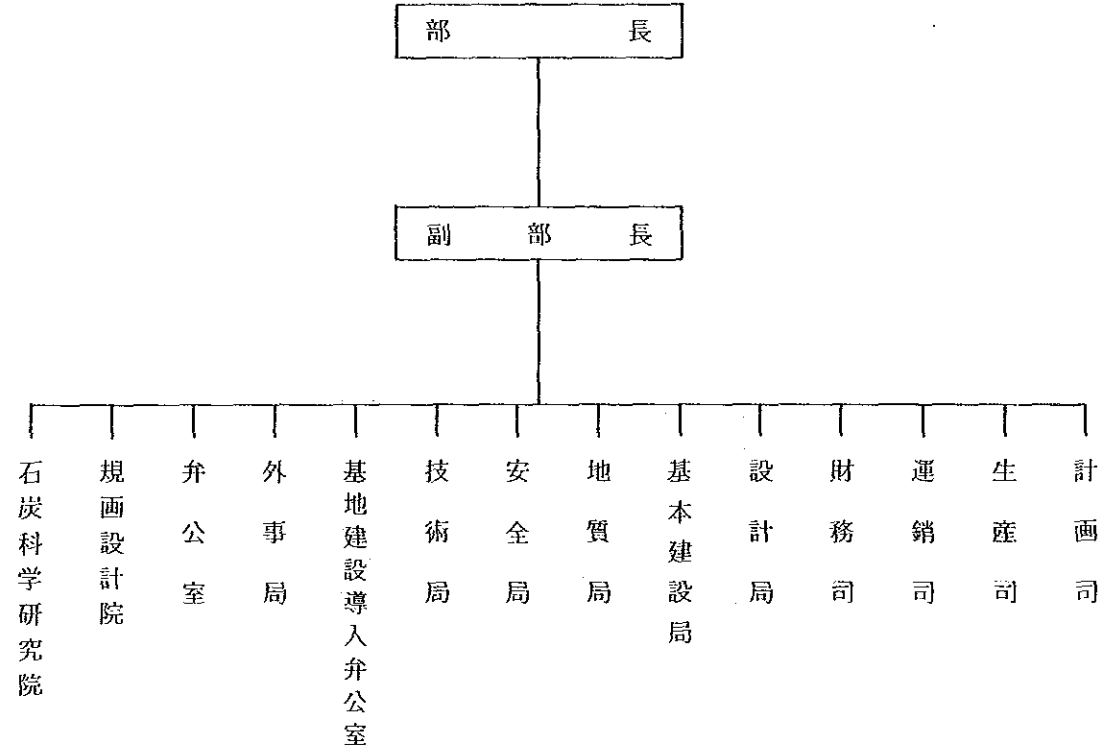 部長
副部長
計画司
生産司
運銷司
財務司
設計局
基本建設局
地質局
安全局
技術局
基地建設導入弁公室
外事局
弁公室
規画設計院
石炭科学研究院